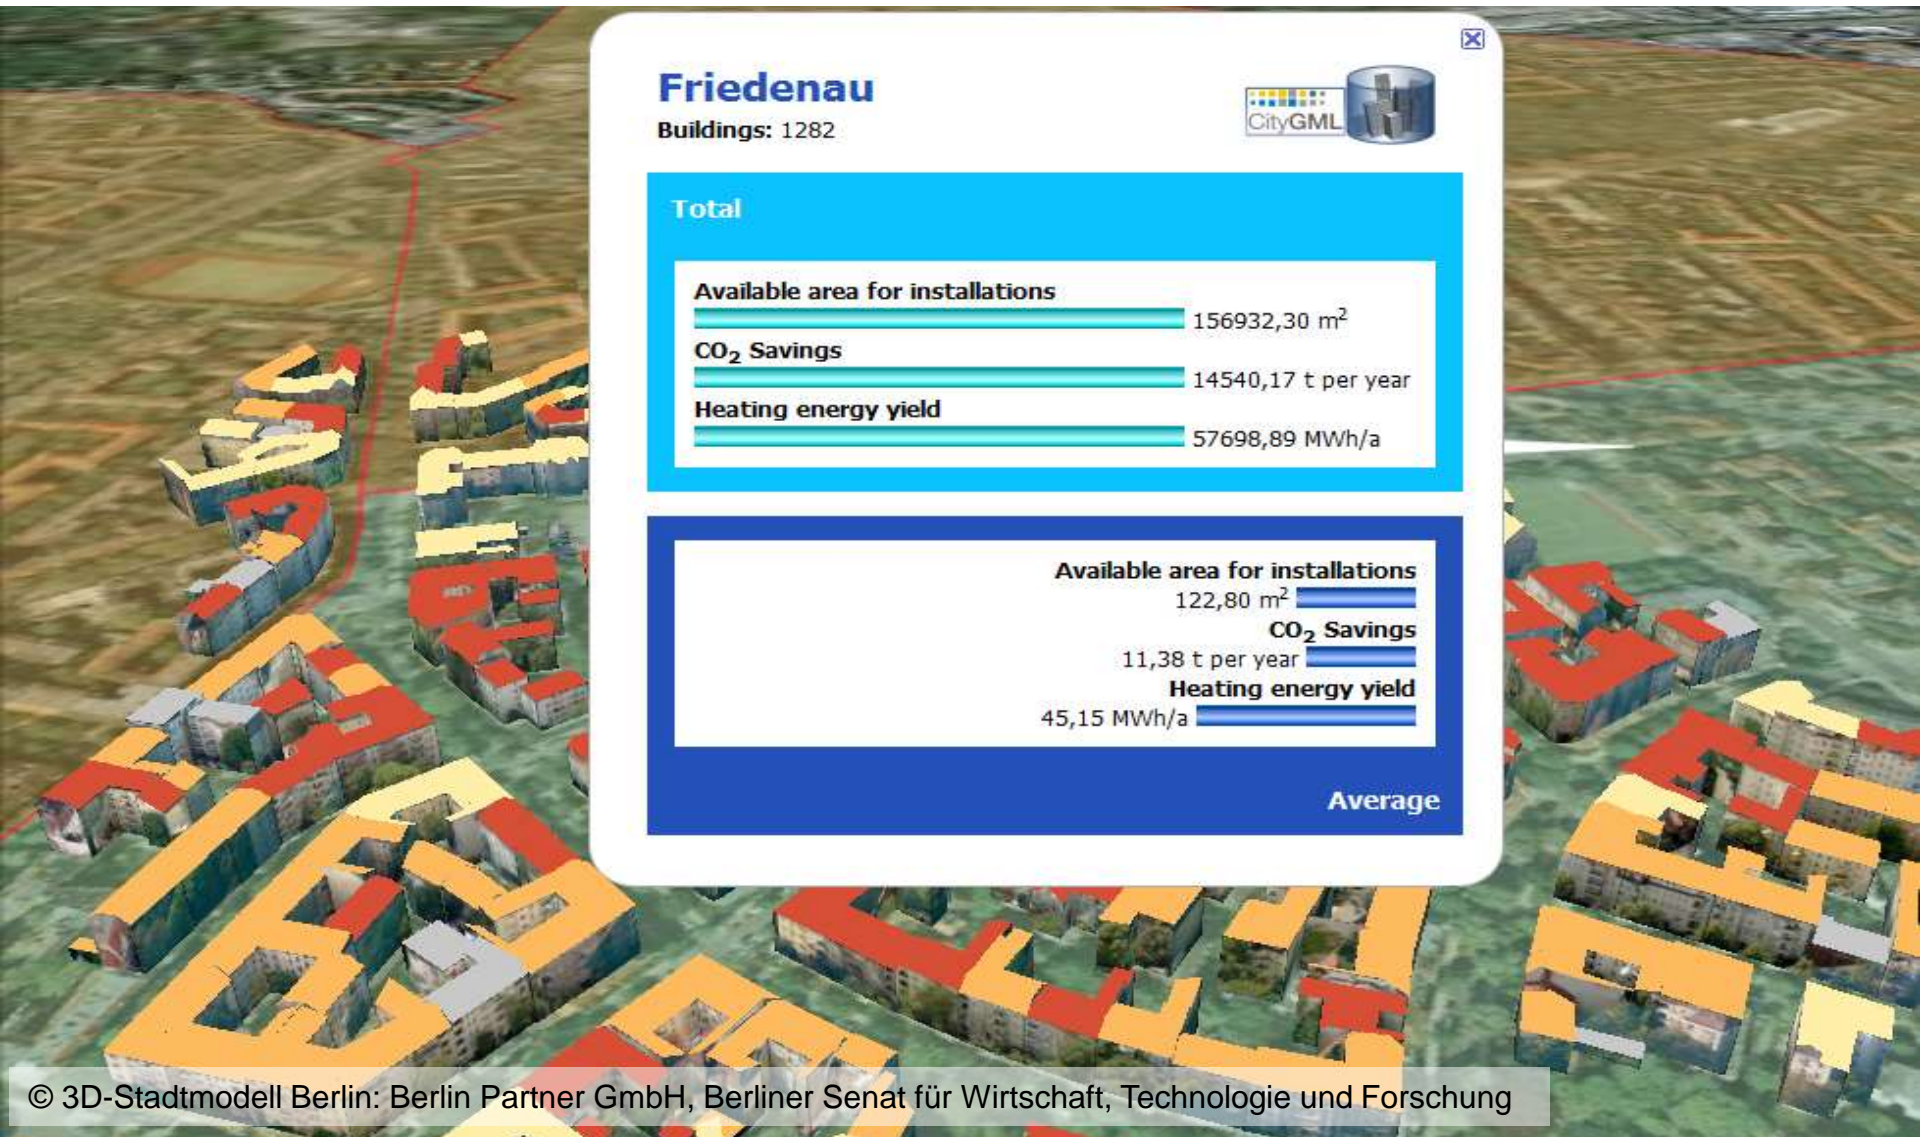 Friedenau
Buildings: 1282
CityGML
Total
Available area for installations
156932,30 m²
CO₂ Savings
14540,17 t per year
Heating energy yield
57698,89 MWh/a
Available area for installations
122,80 m²
CO₂ Savings
11,38 t per year
Heating energy yield
45,15 MWh/a
Average
© 3D-Stadtmodell Berlin: Berlin Partner GmbH, Berliner Senat für Wirtschaft, Technologie und Forschung